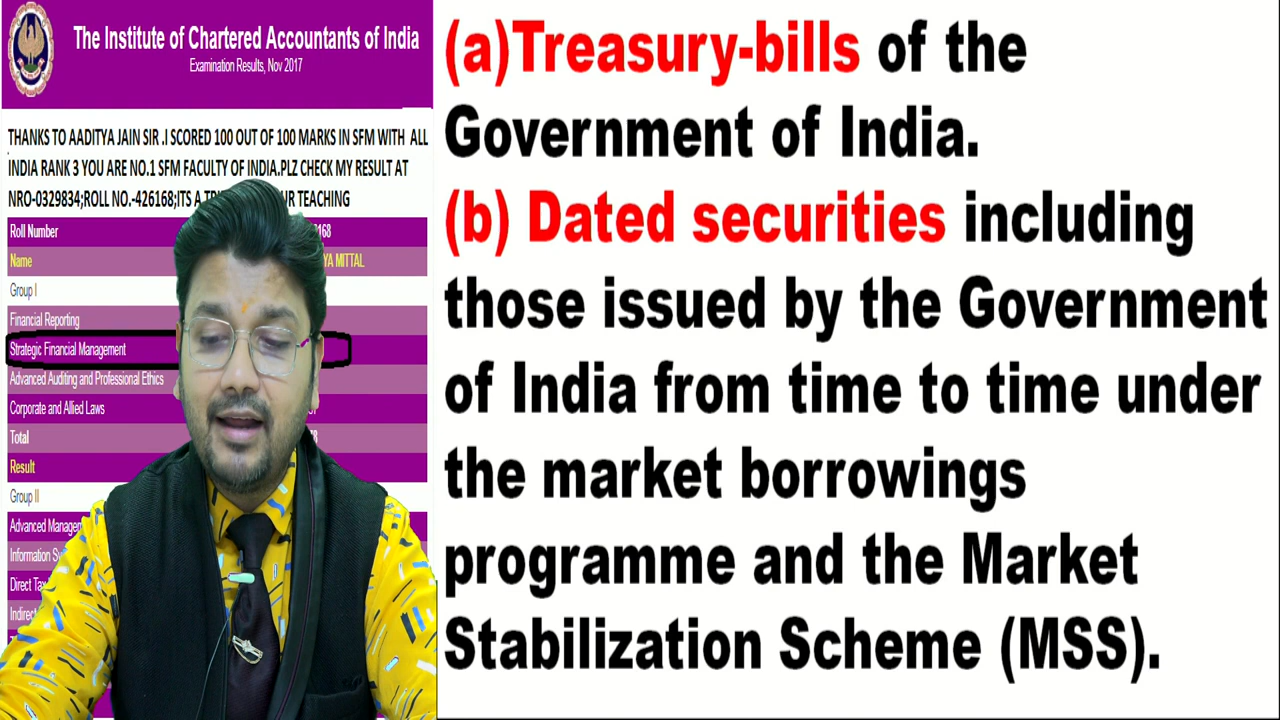 The Institute of Chartered Accountants of India
Examination Results, Nov 2017
THANKS TO AADITYA JAIN SIR .I SCORED 100 OUT OF 100 MARKS IN SFM WITH ALL
INDIA RANK 3 YOU ARE NO.1 SFM FACULTY OF INDIA.PLZ CHECK MY RESULT AT
NRO-0329834;ROLL NO.-426168;ITS A TEACHING
Roll Number
Name MITTAL
Group I
Financial Reporting
Strategic Financial Management
Advanced Auditing and Professional Ethics
Corporate and Allied Laws
Total
Result
Group II
Advanced
Information
Direct
(a)Treasury-bills of the
Government of India.
(b) Dated securities including
those issued by the Government
of India from time to time under
the market borrowings
programme and the Market
Stabilization Scheme (MSS).